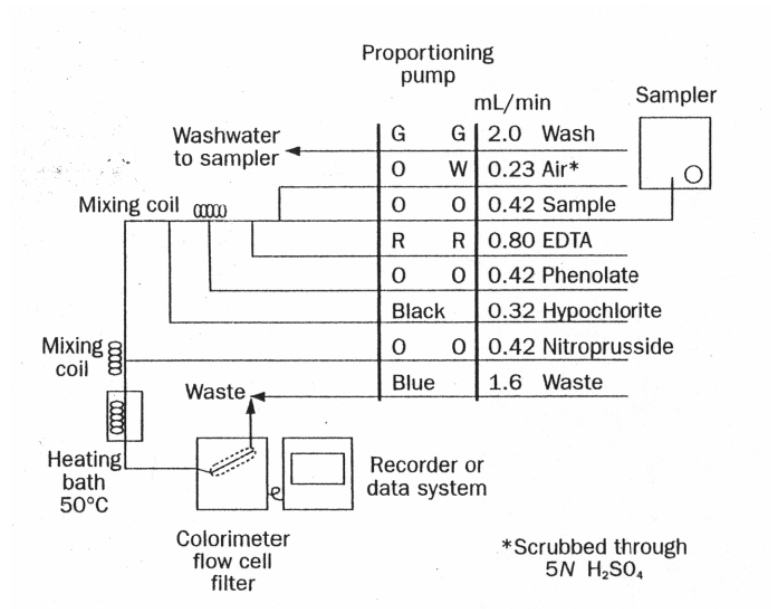 Proportioning
pump
mL/min
Sampler
Washwater
to sampler
G G 2.0 Wash
O W 0.23 Air*
Mixing coil
O O 0.42 Sample
R R 0.80 EDTA
O O 0.42 Phenolate
Black 0.32 Hypochlorite
Mixing
coil
O O 0.42 Nitroprusside
Waste
Blue 1.6 Waste
Heating
bath
50°C
Recorder or
data system
Colorimeter
flow cell
filter
*Scrubbed through
5N H₂SO₄